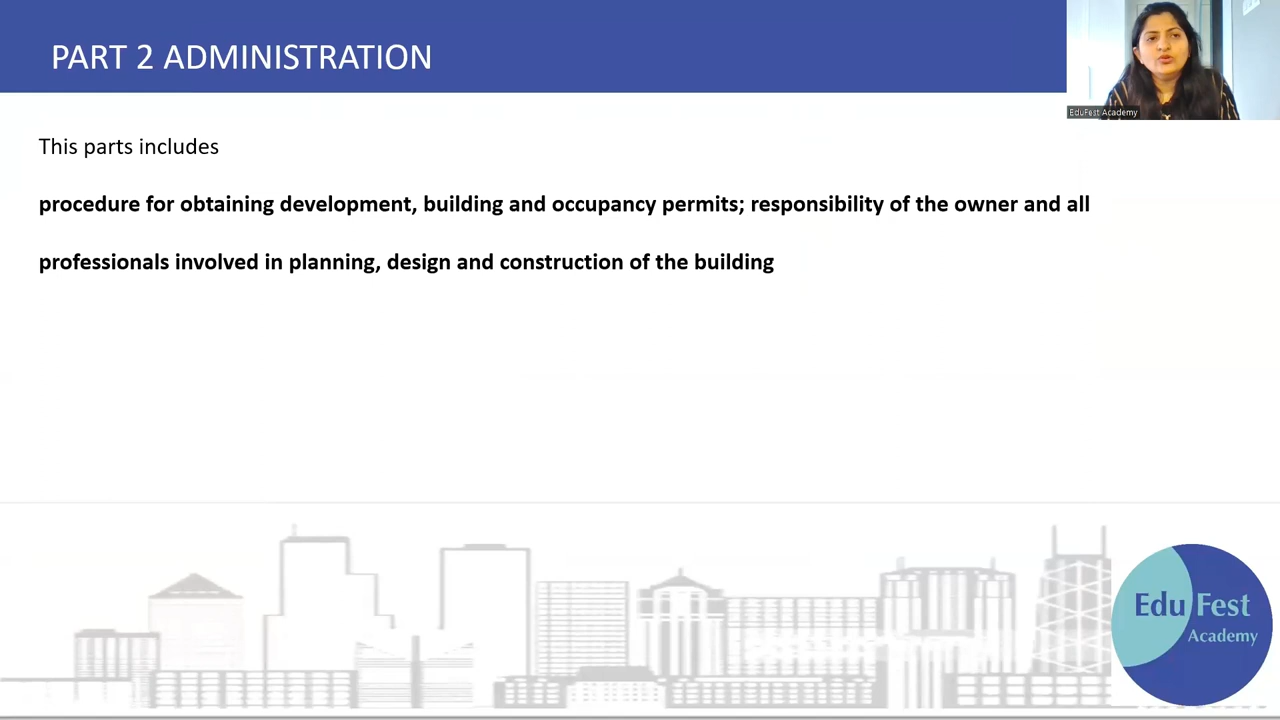 PART 2 ADMINISTRATION
EduFest Academy
This parts includes
procedure for obtaining development, building and occupancy permits; responsibility of the owner and all
professionals involved in planning, design and construction of the building
Edu Fest
Academy